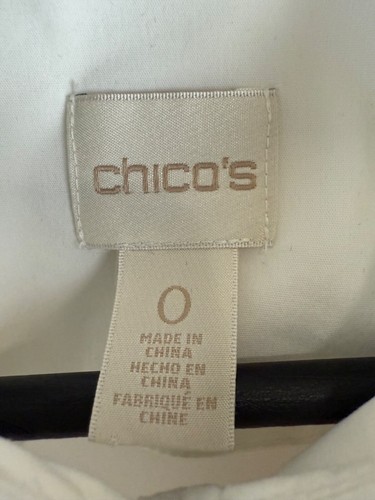 chico's
0
MADE IN
CHINA
HECHO EN
CHINA
FABRIQUÉ EN
CHINE